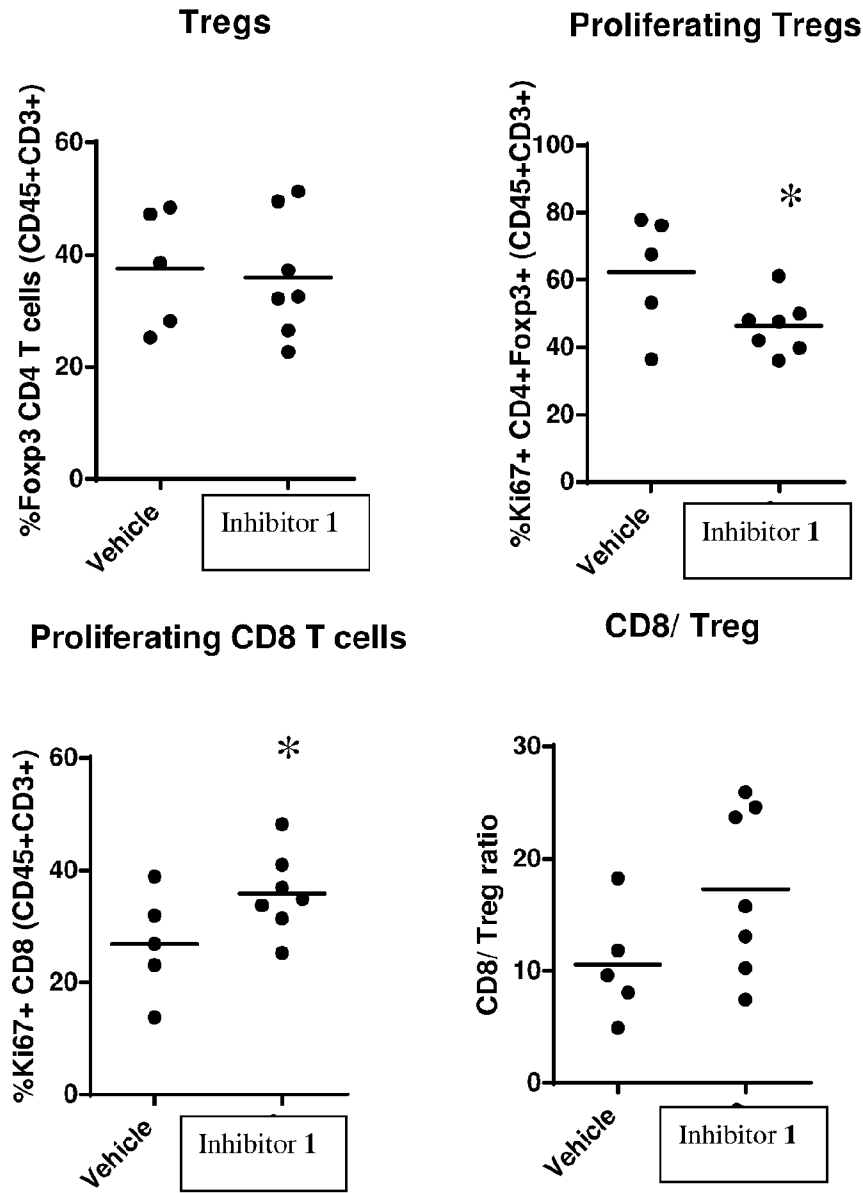 Tregs
%Foxp3 CD4 T cells (CD45+CD3+)
60
40
20
0
Vehicle
Inhibitor 1
Proliferating Tregs
%Ki67+ CD4+Foxp3+ (CD45+CD3+)
100
80
60
40
20
0
*
Vehicle
Inhibitor 1
Proliferating CD8 T cells
%Ki67+ CD8 (CD45+CD3+)
60
40
20
0
*
Vehicle
Inhibitor 1
CD8/ Treg
CD8/ Treg ratio
30
20
10
0
Vehicle
Inhibitor 1